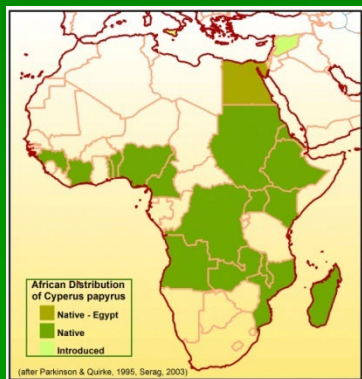 African Distribution
of Cyperus papyrus
Native - Egypt
Native
Introduced
(after Parkinson & Quirke, 1995, Serag, 2003)